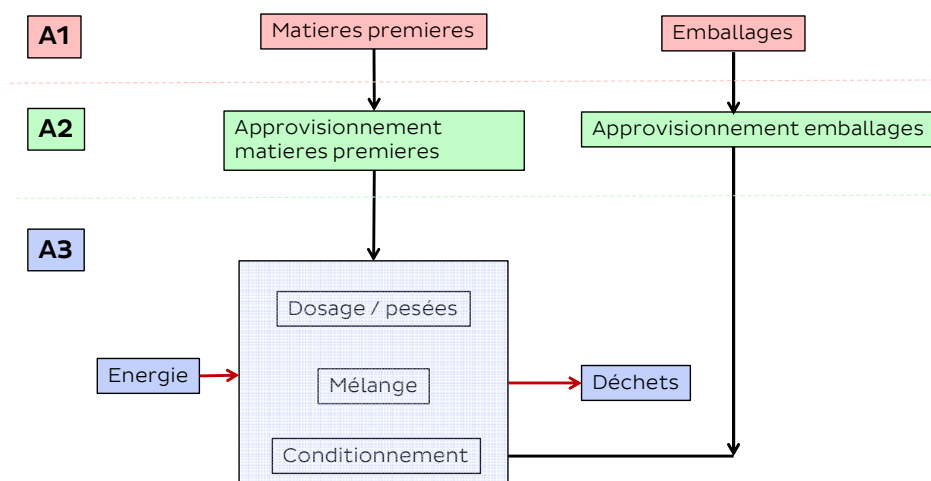 A1
Matieres premieres
Emballages
A2
Approvisionnement
matieres premieres
Approvisionnement emballages
A3
Dosage / pesées
Energie
Mélange
Déchets
Conditionnement